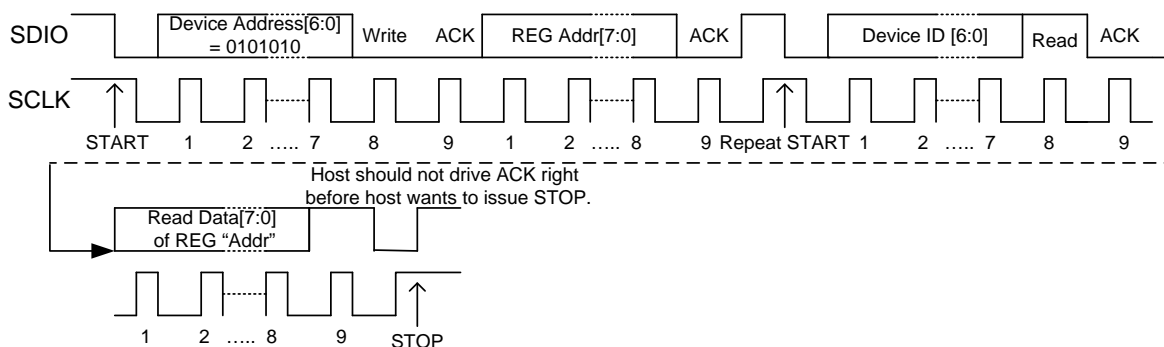 SDIO
Device Address[6:0]
= 0101010
Write
ACK
REG Addr[7:0]
ACK
Device ID [6:0]
Read
ACK
SCLK
START
1 2 ….. 7 8 9 1 2 ….. 8 9 Repeat START 1 2 ….. 7 8 9
Host should not drive ACK right
before host wants to issue STOP.
Read Data[7:0]
of REG “Addr”
1 2 ….. 8 9
STOP